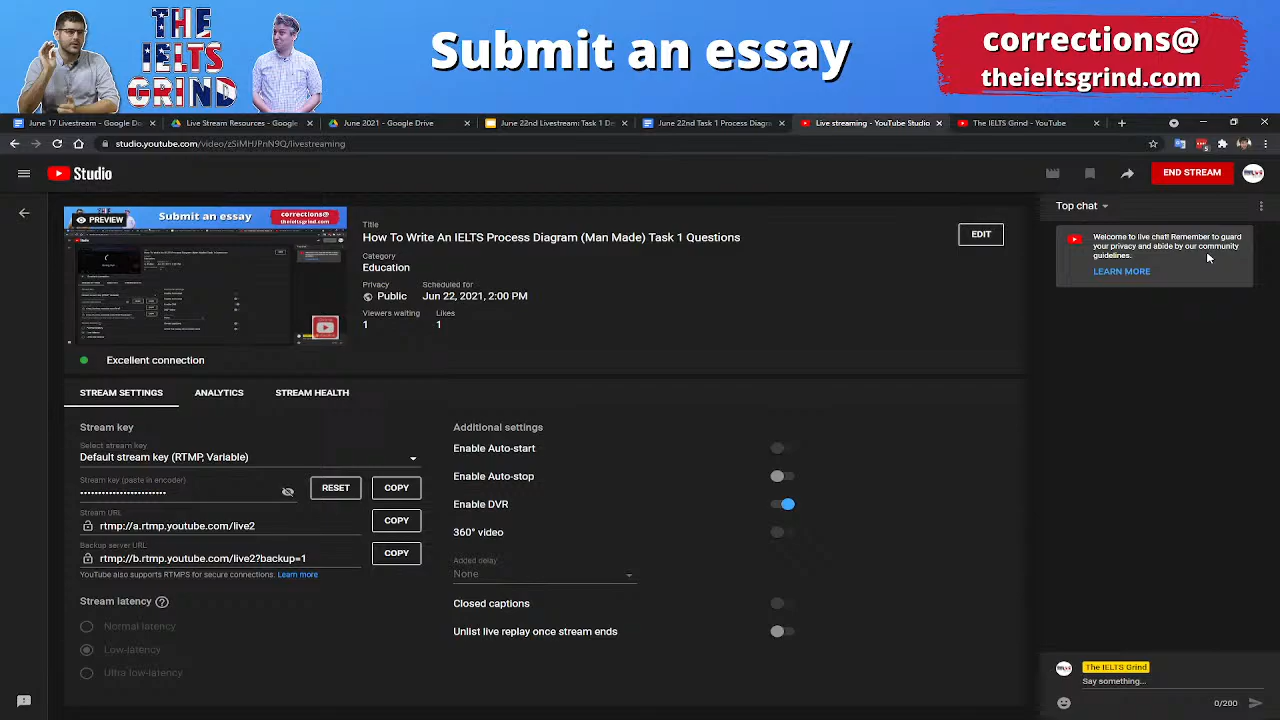 THE
IELTS
GRIND
Submit an essay
corrections@
theieltsgrind.com
June 17 Livestream - Google Do
Live Stream Resources - Google
June 2021 - Google Drive
June 22nd Livestream: Task 1 De
June 22nd Task 1 Process Diagra
Live streaming - YouTube Studio
The IELTS Grind - YouTube
studio.youtube.com/video/zSiMHJPnN9Q/livestreaming
Studio
END STREAM
PREVIEW
Submit an essay
corrections@
theieltsgrind.com
Title
How To Write An IELTS Process Diagram (Man Made) Task 1 Questions
EDIT
Category
Education
Privacy
Public
Scheduled for
Jun 22, 2021, 2:00 PM
Viewers waiting
1
Likes
1
Excellent connection
Top chat
Welcome to live chat! Remember to guard
your privacy and abide by our community
guidelines.
LEARN MORE
STREAM SETTINGS
ANALYTICS
STREAM HEALTH
Stream key
Select stream key
Default stream key (RTMP, Variable)
Stream key (paste in encoder)
RESET
COPY
Stream URL
rtmp://a.rtmp.youtube.com/live2
COPY
Backup server URL
rtmp://b.rtmp.youtube.com/live2?backup=1
COPY
YouTube also supports RTMPS for secure connections. Learn more
Stream latency
Normal latency
Low-latency
Ultra low-latency
Additional settings
Enable Auto-start
Enable Auto-stop
Enable DVR
360° video
Added delay
None
Closed captions
Unlist live replay once stream ends
The IELTS Grind
Say something...
0/200